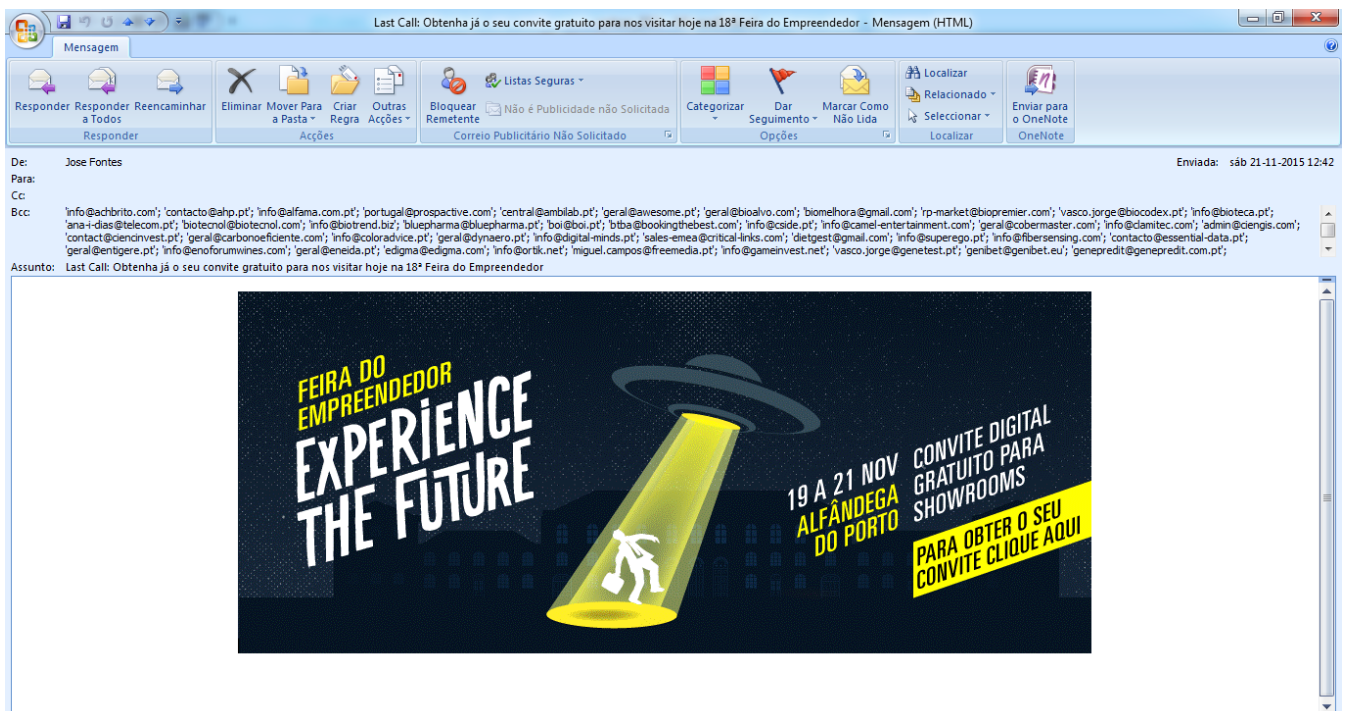 Last Call: Obtenha já o seu convite gratuito para nos visitar hoje na 18ª Feira do Empreendedor - Mensagem (HTML)
Mensagem
Responder
Responder a Todos
Reencaminhar
Eliminar
Mover Para a Pasta
Criar Regra
Outras Acções
Bloquear Remetente
Listas Seguras
Não é Publicidade não Solicitada
Categorizar
Dar Seguimento
Marcar Como Não Lida
Localizar
Relacionado
Seleccionar
Enviar para o OneNote
Responder
Acções
Correio Publicitário Não Solicitado
Opções
Localizar
OneNote
De: Jose Fontes
Enviada: sáb 21-11-2015 12:42
Para:
Cc:
Bcc: 'info@achbrito.com'; 'contacto@ahp.pt'; 'info@alfama.com.pt'; 'portugal@prospactive.com'; 'central@ambilab.pt'; 'geral@awesome.pt'; 'geral@bioalvo.com'; 'biomelhora@gmail.com'; 'rp-market@biopremier.com'; 'vasco.jorge@biocodex.pt'; 'info@bioteca.pt';
'ana-i-dias@telecom.pt'; 'biotecnol@biotecnol.com'; 'info@biotrend.biz'; 'bluepharma@bluepharma.pt'; 'boi@boi.pt'; 'btba@bookingthebest.com'; 'info@cside.pt'; 'info@camel-entertainment.com'; 'geral@cobermaster.com'; 'info@clamitec.com'; 'admin@ciengis.com';
'contact@ciencinvest.pt'; 'geral@carbonoeficiente.com'; 'info@coloradvice.pt'; 'geral@dynaero.pt'; 'info@digital-minds.pt'; 'sales-emea@critical-links.com'; 'dietgest@gmail.com'; 'info@superego.pt'; 'info@fibersensing.com'; 'contacto@essential-data.pt';
'geral@entigere.pt'; 'info@enoforumwines.com'; 'geral@eneida.pt'; 'edigma@edigma.com'; 'info@ortik.net'; 'miguel.campos@freemedia.pt'; 'info@gameinvest.net'; 'vasco.jorge@genetest.pt'; 'genibet@genibet.eu'; 'genepredit@genepredit.com.pt';
Assunto: Last Call: Obtenha já o seu convite gratuito para nos visitar hoje na 18ª Feira do Empreendedor
FEIRA DO
EMPREENDEDOR
EXPERiENCE
THE FUTURE
19 A 21 NOV
ALFÂNDEGA
DO PORTO
CONVITE DIGITAL
GRATUITO PARA
SHOWROOMS
PARA OBTER O SEU
CONVITE CLIQUE AQUI